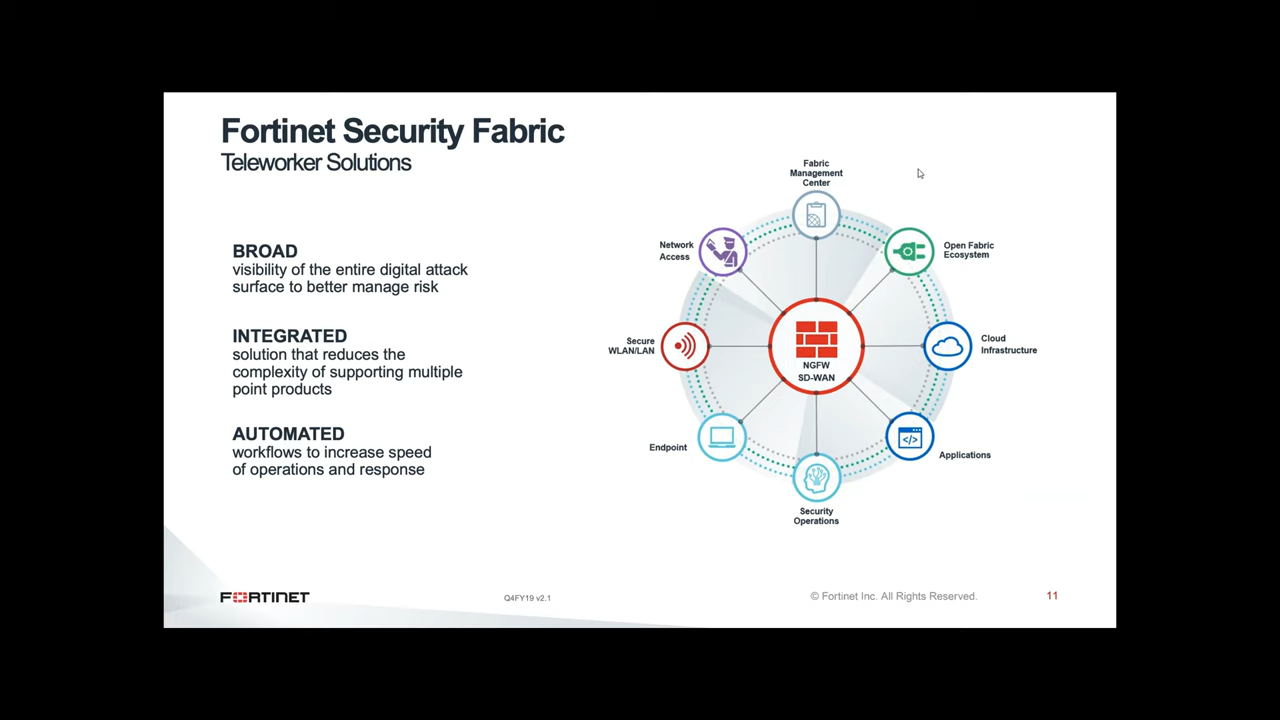 Fortinet Security Fabric
Teleworker Solutions
BROAD
visibility of the entire digital attack
surface to better manage risk
INTEGRATED
solution that reduces the
complexity of supporting multiple
point products
AUTOMATED
workflows to increase speed
of operations and response
Fabric
Management
Center
Open Fabric
Ecosystem
Cloud
Infrastructure
Applications
Security
Operations
Endpoint
Secure
WLAN/LAN
Network
Access
NGFW
SD-WAN
</>
FORTINET
Q4FY19 v2.1
© Fortinet Inc. All Rights Reserved.
11